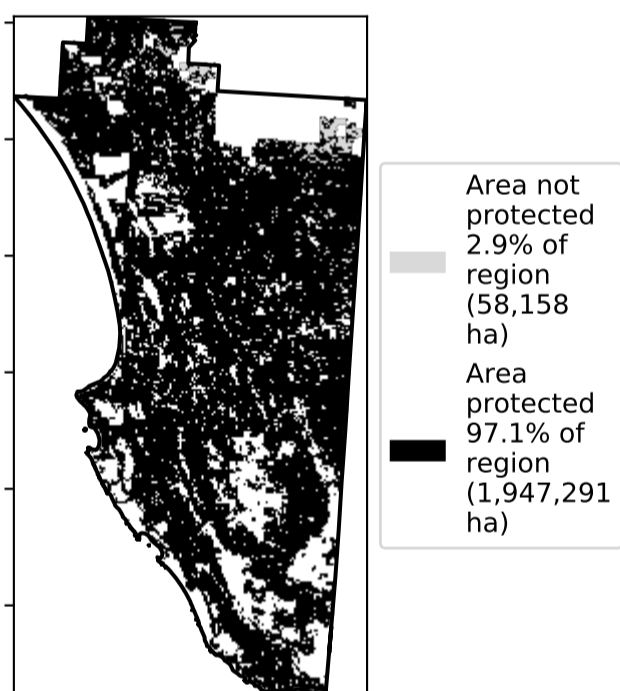 Area not
protected
2.9% of
region
(58,158
ha)
Area
protected
97.1% of
region
(1,947,291
ha)